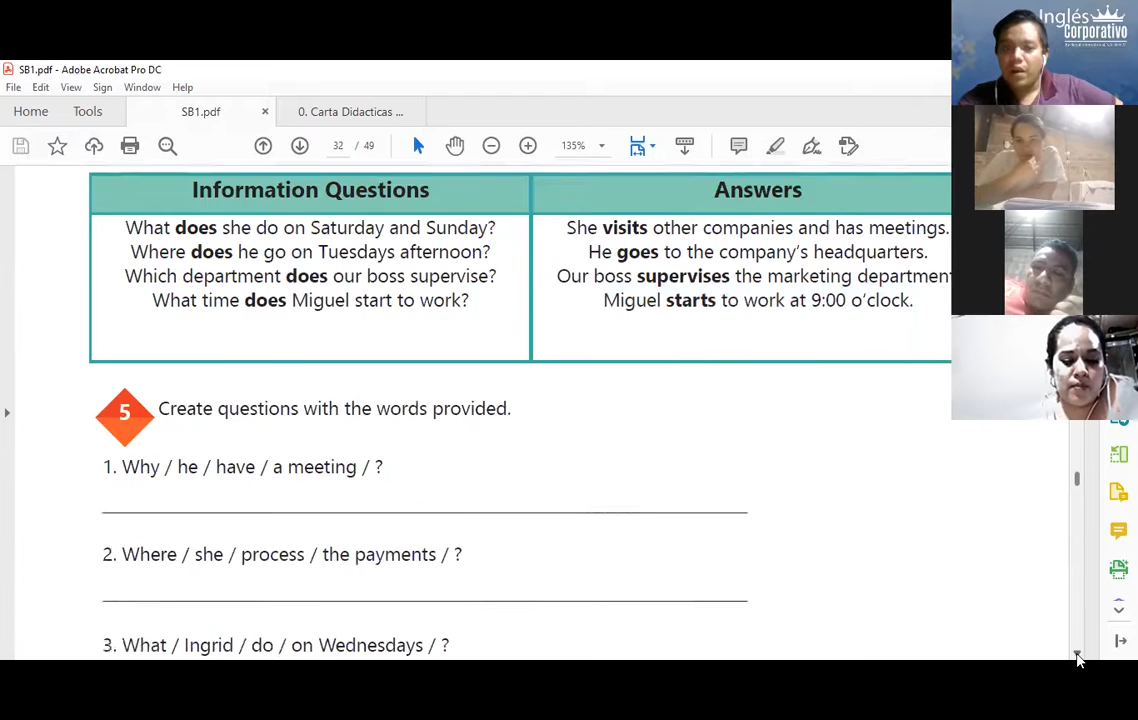 Inglés
Corporativo
SB1.pdf - Adobe Acrobat Pro DC
File Edit View Sign Window Help
Home Tools SB1.pdf × 0. Carta Didacticas ...
32 / 49 135%
Information Questions
What does she do on Saturday and Sunday?
Where does he go on Tuesdays afternoon?
Which department does our boss supervise?
What time does Miguel start to work?
Answers
She visits other companies and has meetings.
He goes to the company's headquarters.
Our boss supervises the marketing department
Miguel starts to work at 9:00 o'clock.
5 Create questions with the words provided.
1. Why / he / have / a meeting / ?
2. Where / she / process / the payments / ?
3. What / Ingrid / do / on Wednesdays / ?